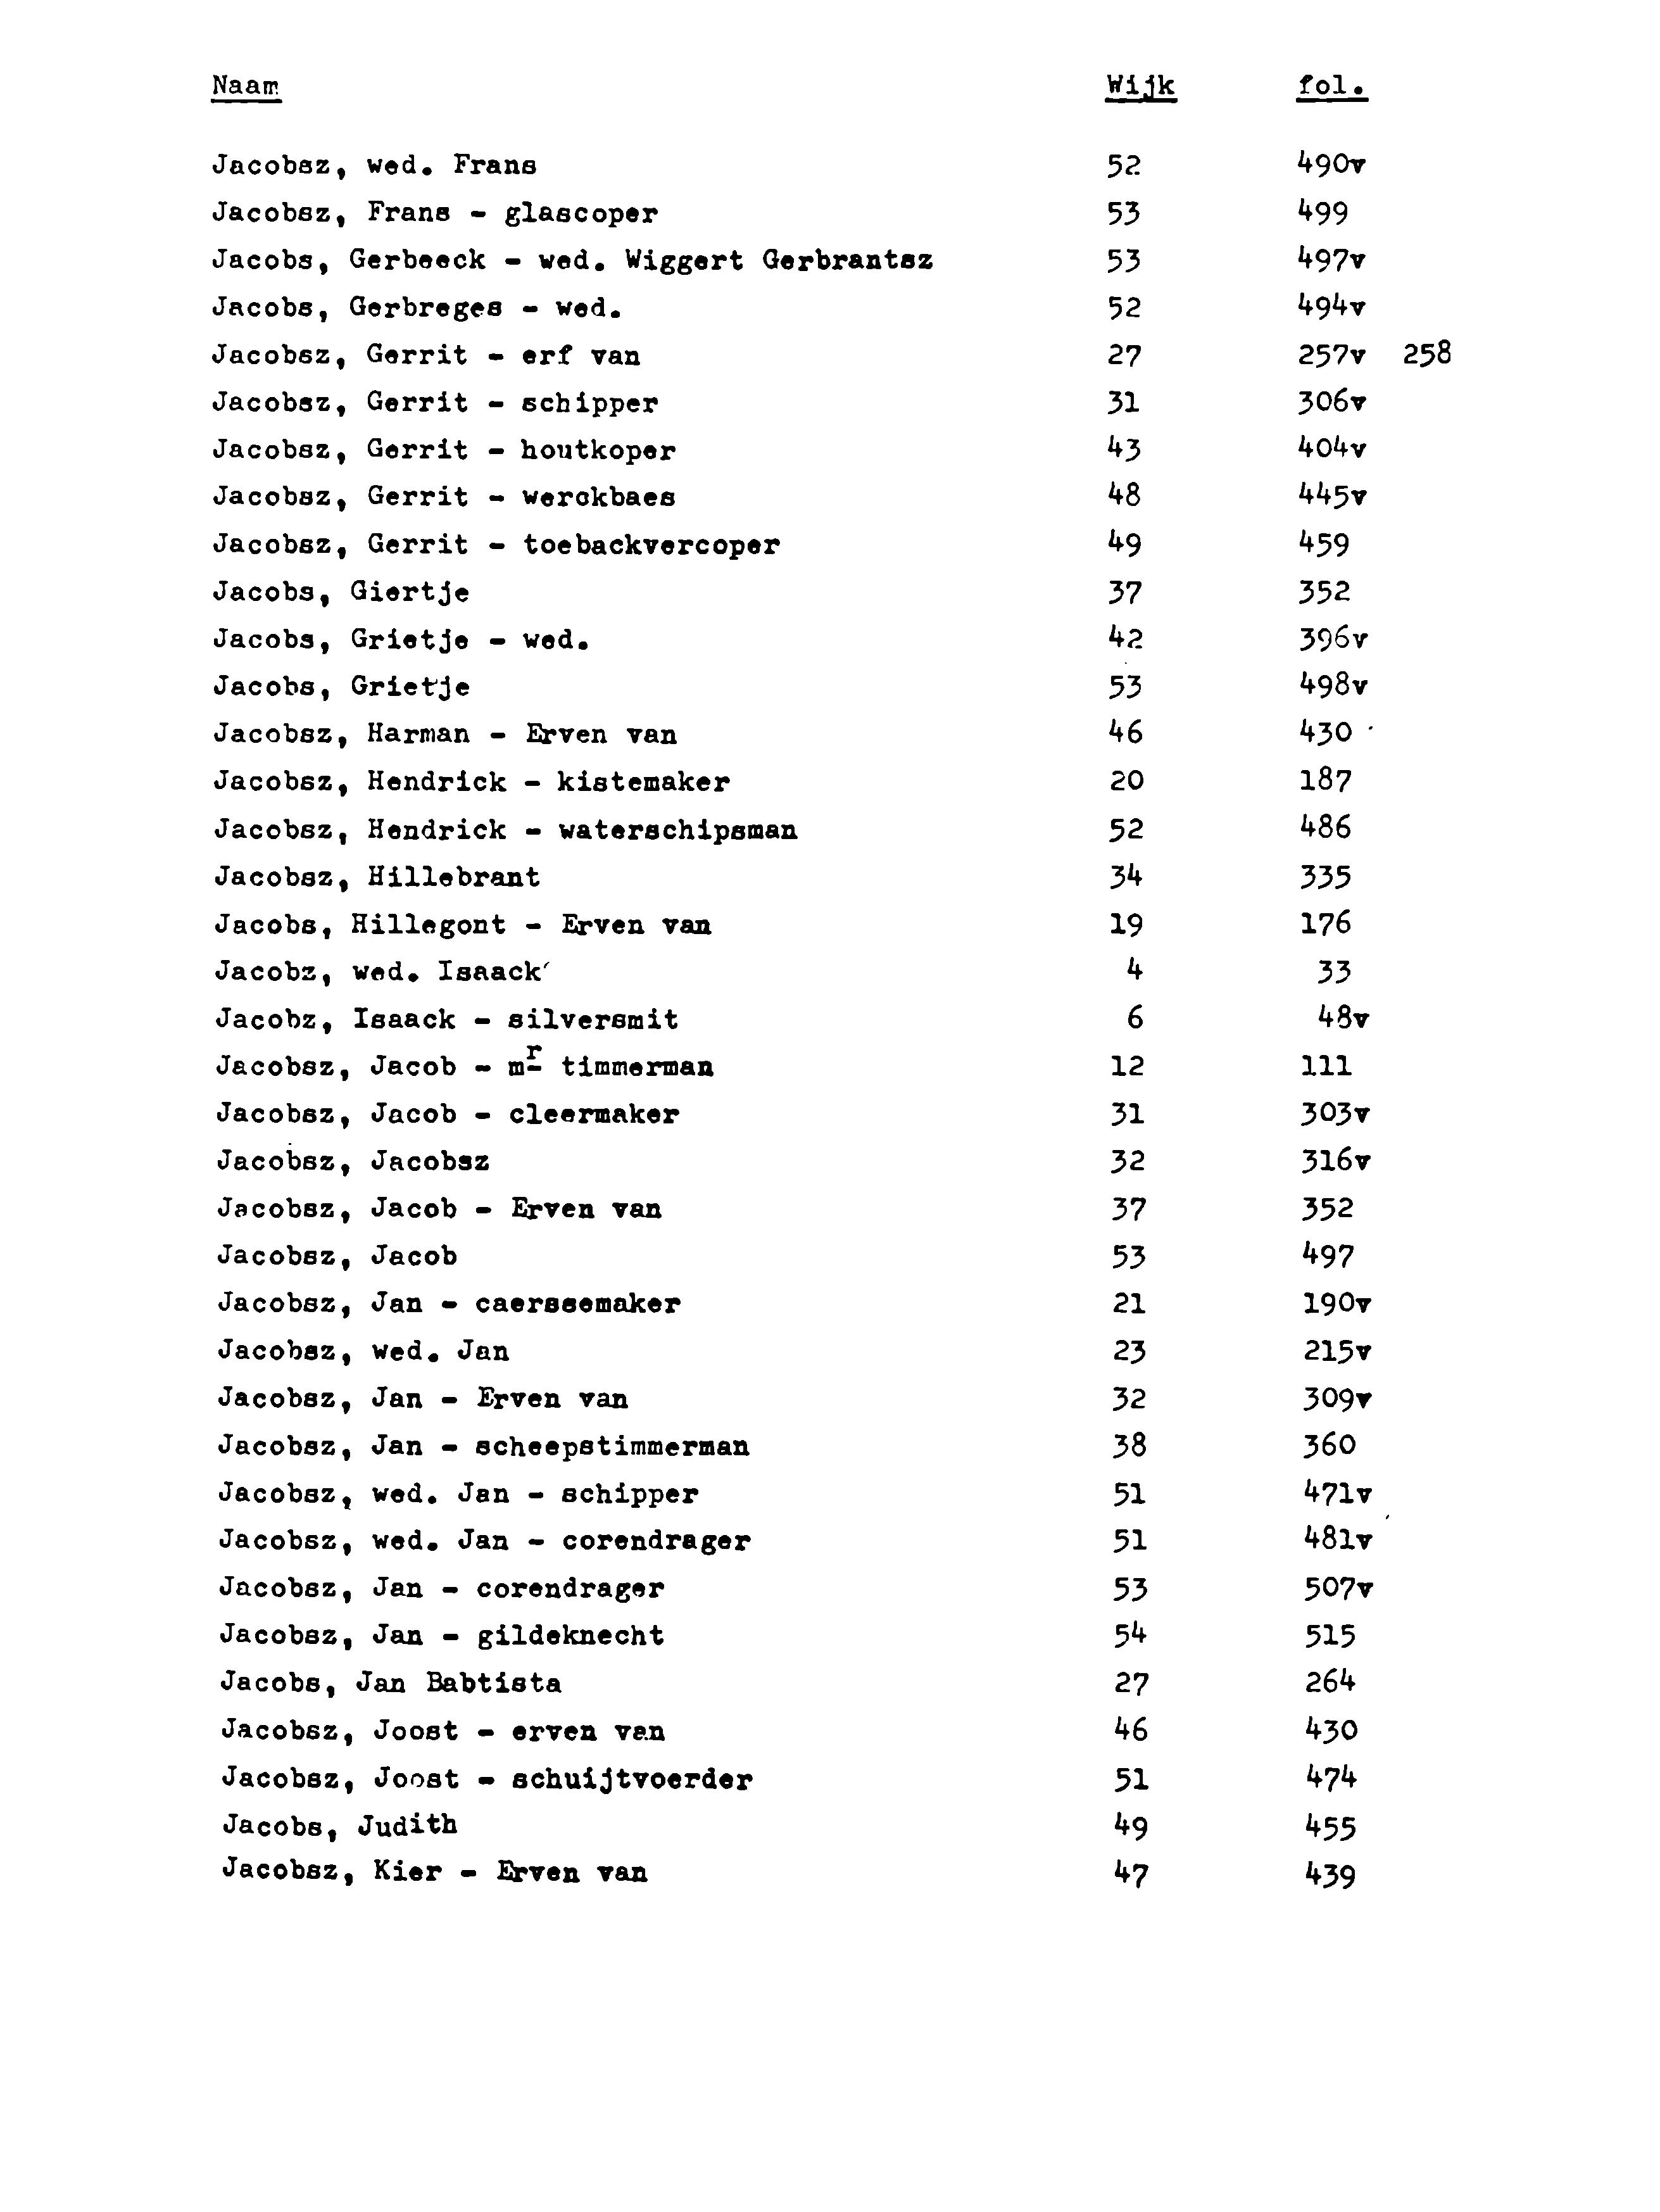 Naam Wijk fol.
Jacobsz, wed. Frans 52 490v
Jacobsz, Frans - glascoper 53 499
Jacobs, Gerbeeck - wed. Wiggert Gerbrantsz 53 497v
Jacobs, Gerbreges - wed. 52 494v
Jacobsz, Gerrit - erf van 27 257v 258
Jacobsz, Gerrit - schipper 31 306v
Jacobsz, Gerrit - houtkoper 43 404v
Jacobsz, Gerrit - werckbaes 48 445v
Jacobsz, Gerrit - toebackvercoper 49 459
Jacobs, Giertje 37 352
Jacobs, Grietje - wed. 42 396v
Jacobs, Grietje 53 498v
Jacobsz, Harman - Erven van 46 430
Jacobsz, Hendrick - kistemaker 20 187
Jacobsz, Hendrick - waterschipsman 52 486
Jacobsz, Hillebrant 34 335
Jacobs, Hillegont - Erven van 19 176
Jacobz, wed. Isaack 4 33
Jacobz, Isaack - silversmit 6 48v
Jacobsz, Jacob - mr timmerman 12 111
Jacobsz, Jacob - cleermaker 31 303v
Jacobsz, Jacobsz 32 316v
Jacobsz, Jacob - Erven van 37 352
Jacobsz, Jacob 53 497
Jacobsz, Jan - caerssemaker 21 190v
Jacobsz, wed. Jan 23 215v
Jacobsz, Jan - Erven van 32 309v
Jacobsz, Jan - scheepstimmerman 38 360
Jacobsz, wed. Jan - schipper 51 471v
Jacobsz, wed. Jan - corendrager 51 481v
Jacobsz, Jan - corendrager 53 507v
Jacobsz, Jan - gildeknecht 54 515
Jacobs, Jan Babtista 27 264
Jacobsz, Joost - erven van 46 430
Jacobsz, Joost - schuijtvoerder 51 474
Jacobs, Judith 49 455
Jacobsz, Kier - Erven van 47 439